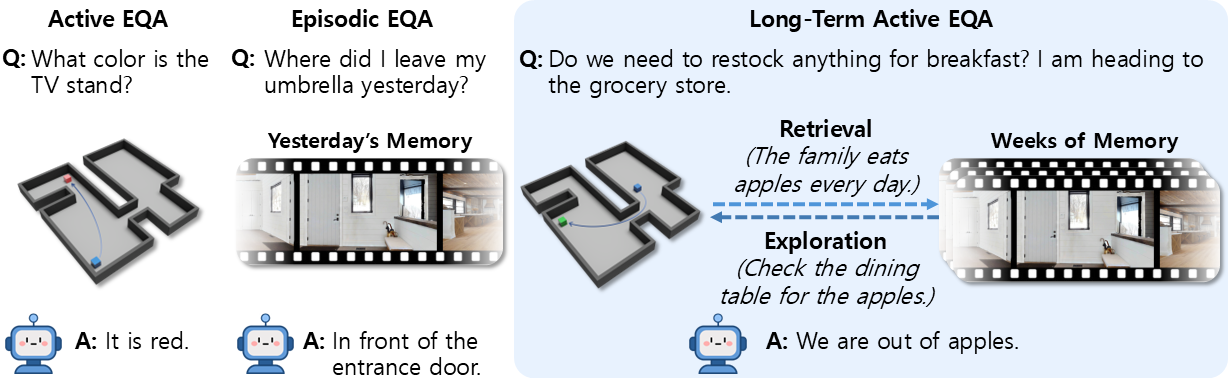 Active EQA
Q: What color is the
TV stand?
A: It is red.
Episodic EQA
Q: Where did I leave my
umbrella yesterday?
Yesterday's Memory
A: In front of the
entrance door.
Long-Term Active EQA
Q: Do we need to restock anything for breakfast? I am heading to
the grocery store.
Retrieval
(The family eats
apples every day.)
Exploration
(Check the dining
table for the apples.)
Weeks of Memory
A: We are out of apples.